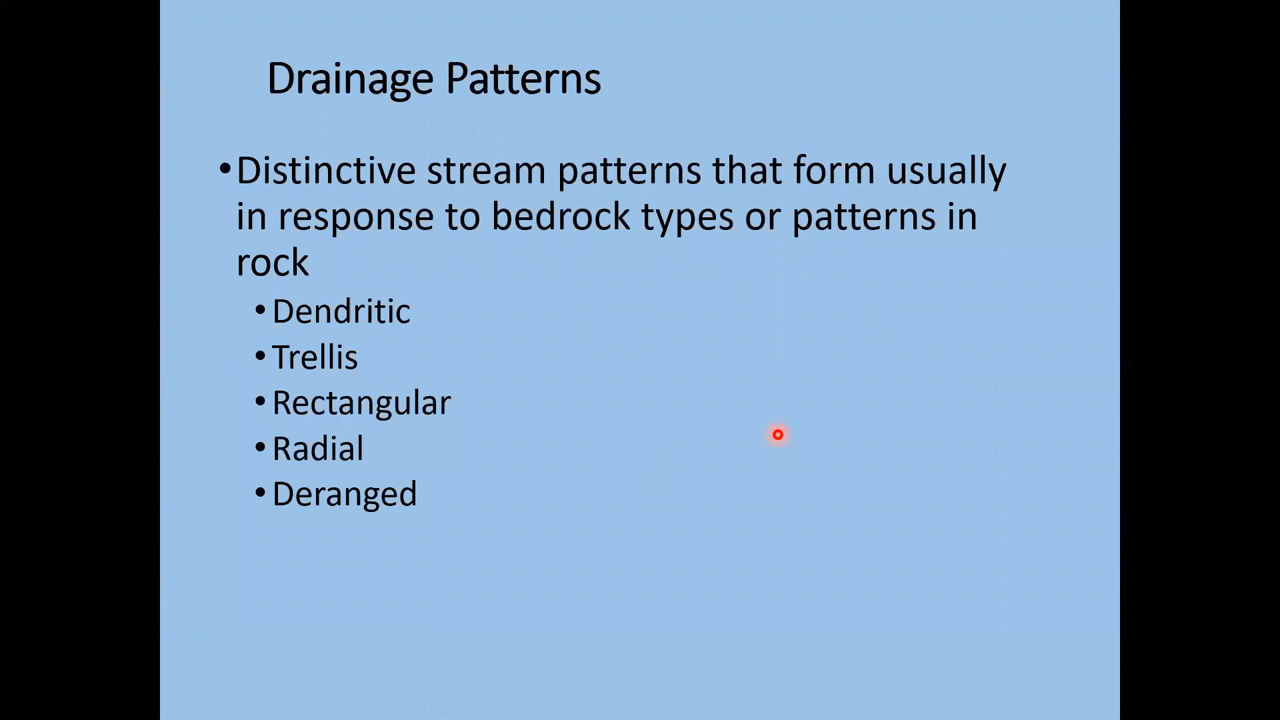 Drainage Patterns
•Distinctive stream patterns that form usually
in response to bedrock types or patterns in
rock
•Dendritic
•Trellis
•Rectangular
•Radial
•Deranged